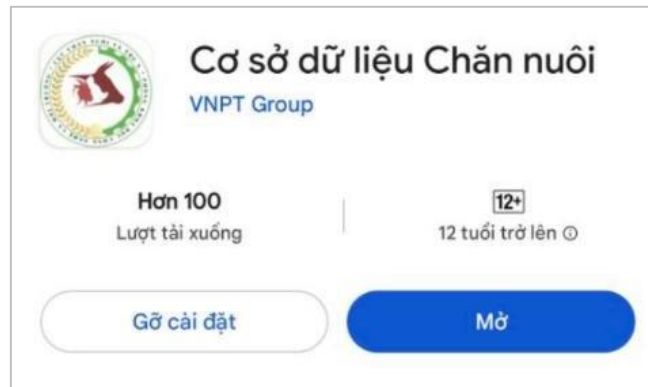 Cơ sở dữ liệu Chăn nuôi
VNPT Group
Hơn 100
12+
Lượt tải xuống
12 tuổi trở lên
Gỡ cài đặt
Mở